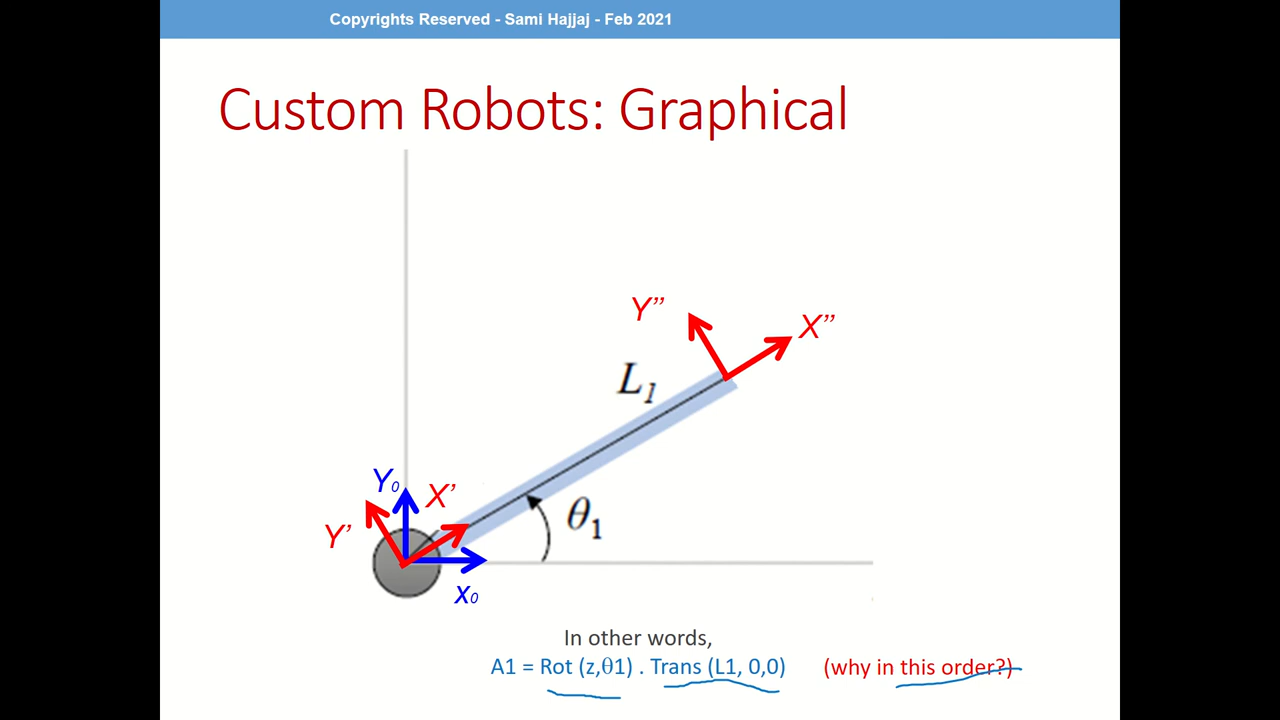 Copyrights Reserved - Sami Hajjaj - Feb 2021
Custom Robots: Graphical
Y”
X”
L1
Y0
X’
Y’
θ1
x0
In other words,
A1 = Rot (z,θ1) . Trans (L1, 0,0) (why in this order?)